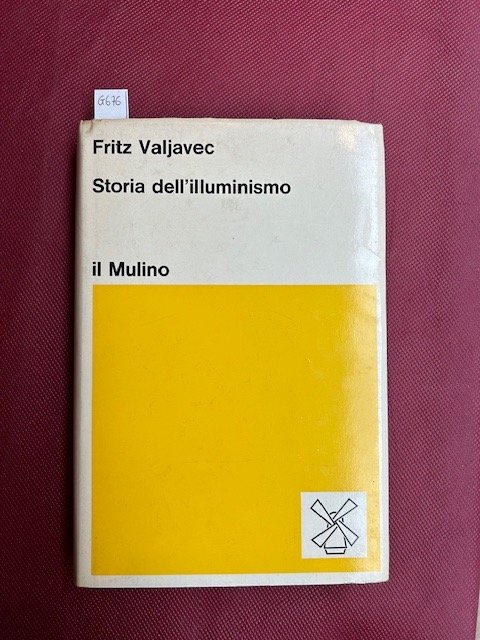 G676
Fritz Valjavec
Storia dell'illuminismo
il Mulino